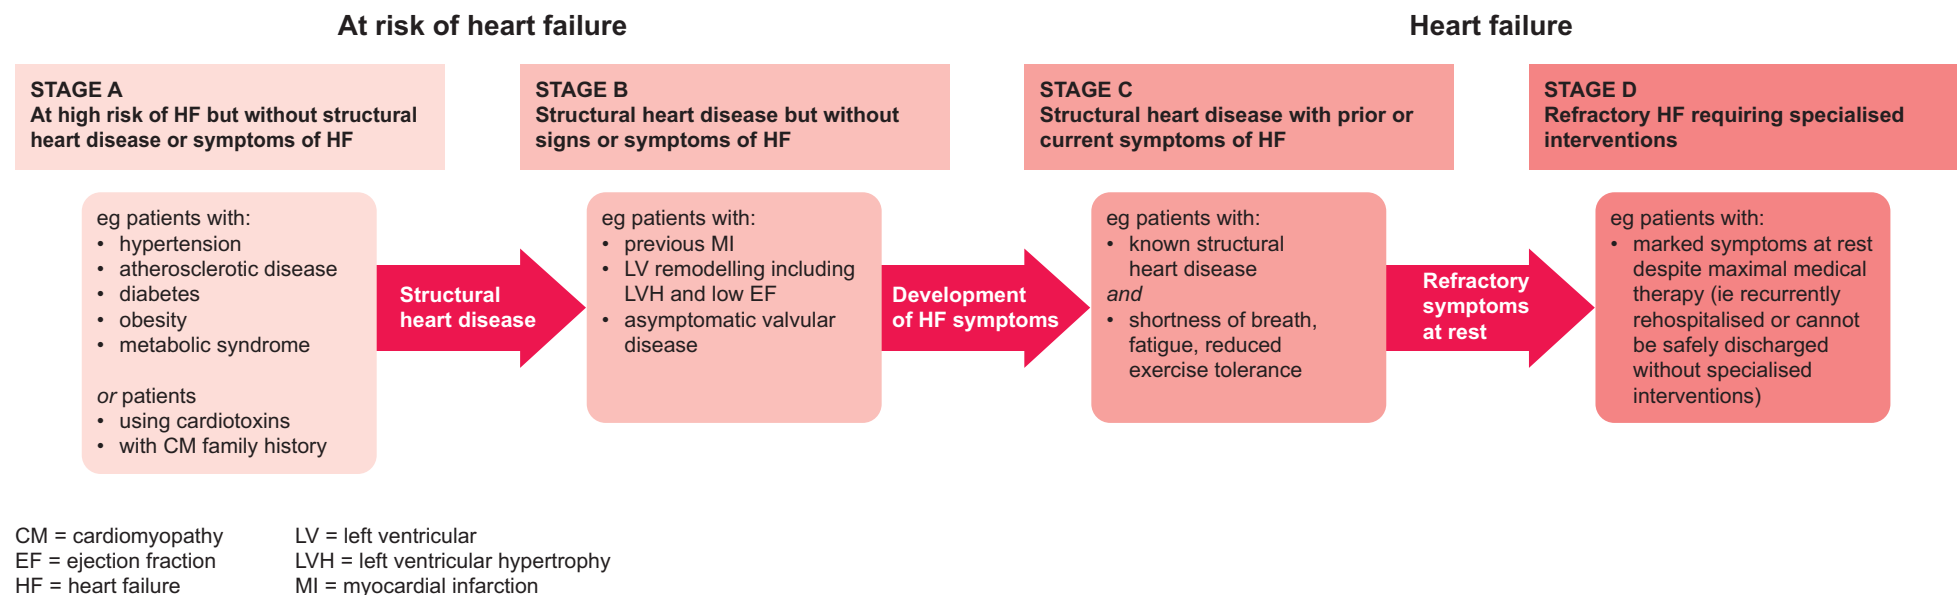 At risk of heart failure
Heart failure
STAGE A
At high risk of HF but without structural
heart disease or symptoms of HF
STAGE B
Structural heart disease but without
signs or symptoms of HF
STAGE C
Structural heart disease with prior or
current symptoms of HF
STAGE D
Refractory HF requiring specialised
interventions
eg patients with:
• hypertension
• atherosclerotic disease
• diabetes
• obesity
• metabolic syndrome
or patients
• using cardiotoxins
• with CM family history
Structural
heart disease
eg patients with:
• previous MI
• LV remodelling including
LVH and low EF
• asymptomatic valvular
disease
Development
of HF symptoms
eg patients with:
• known structural
heart disease
and
• shortness of breath,
fatigue, reduced
exercise tolerance
Refractory
symptoms
at rest
eg patients with:
• marked symptoms at rest
despite maximal medical
therapy (ie recurrently
rehospitalised or cannot
be safely discharged
without specialised
interventions)
CM = cardiomyopathy
EF = ejection fraction
HF = heart failure
LV = left ventricular
LVH = left ventricular hypertrophy
MI = myocardial infarction